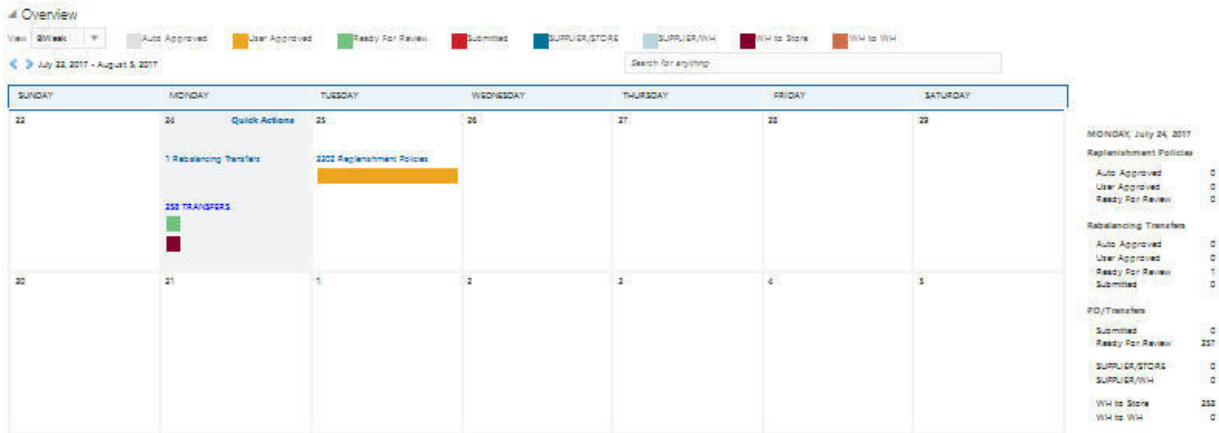 Overview
View BWeek Auto Approved User Approved Ready For Review Submitted SUPPLIER/STORE SUPPLIER/WH WH to Store WH to WH
July 23, 2017 - August 5, 2017 Search for anything
SUNDAY MONDAY TUESDAY WEDNESDAY THURSDAY FRIDAY SATURDAY
23 24 Quick Actions 25 26 27 28 29
1 Rebalancing Transfers 2202 Replenishment Policies
258 TRANSFERS
30 31 1 2 3 4 5
MONDAY, July 24, 2017
Replenishment Policies
Auto Approved 0
User Approved 0
Ready For Review 0
Rebalancing Transfers
Auto Approved 0
User Approved 0
Ready For Review 1
Submitted 0
PO/Transfers
Submitted 0
Ready For Review 257
SUPPLIER/STORE 0
SUPPLIER/WH 0
WH to Store 258
WH to WH 0